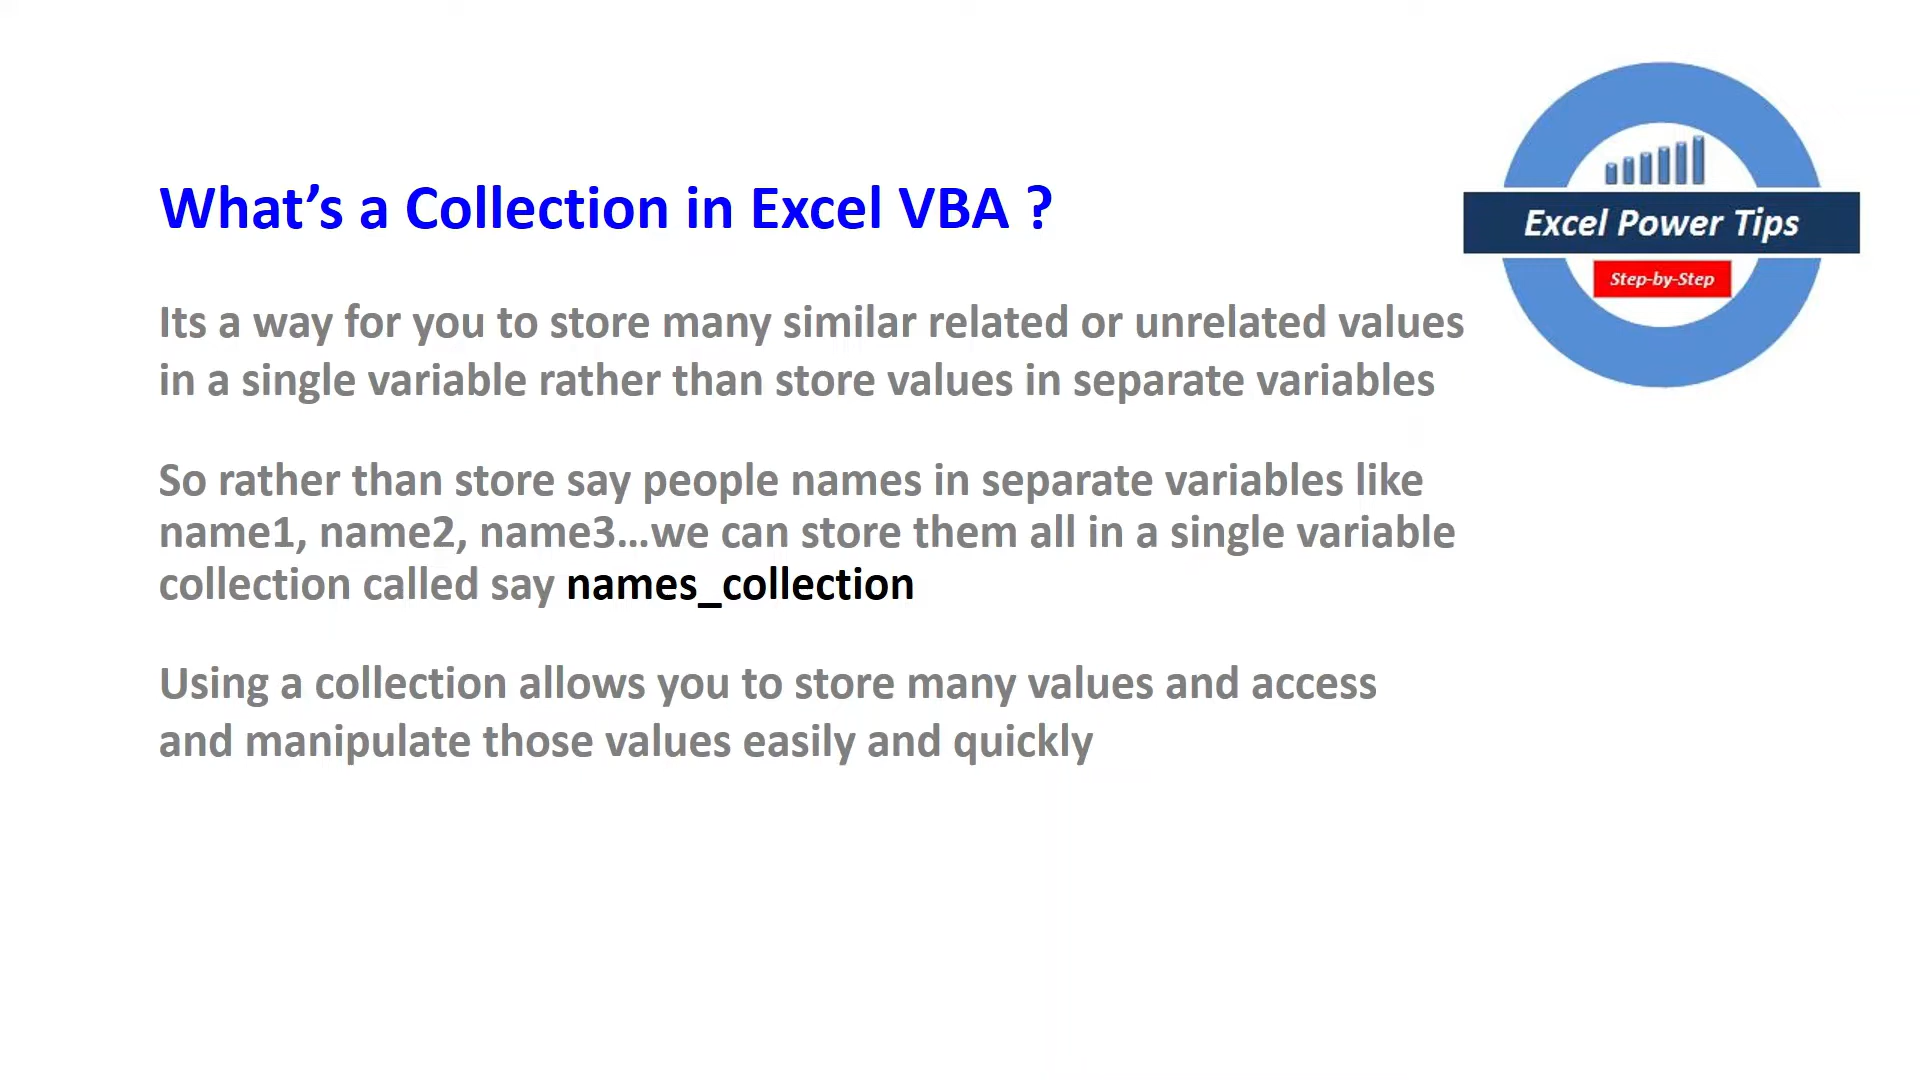 What’s a Collection in Excel VBA ?
Excel Power Tips
Step-by-Step
Its a way for you to store many similar related or unrelated values
in a single variable rather than store values in separate variables
So rather than store say people names in separate variables like
name1, name2, name3...we can store them all in a single variable
collection called say names_collection
Using a collection allows you to store many values and access
and manipulate those values easily and quickly